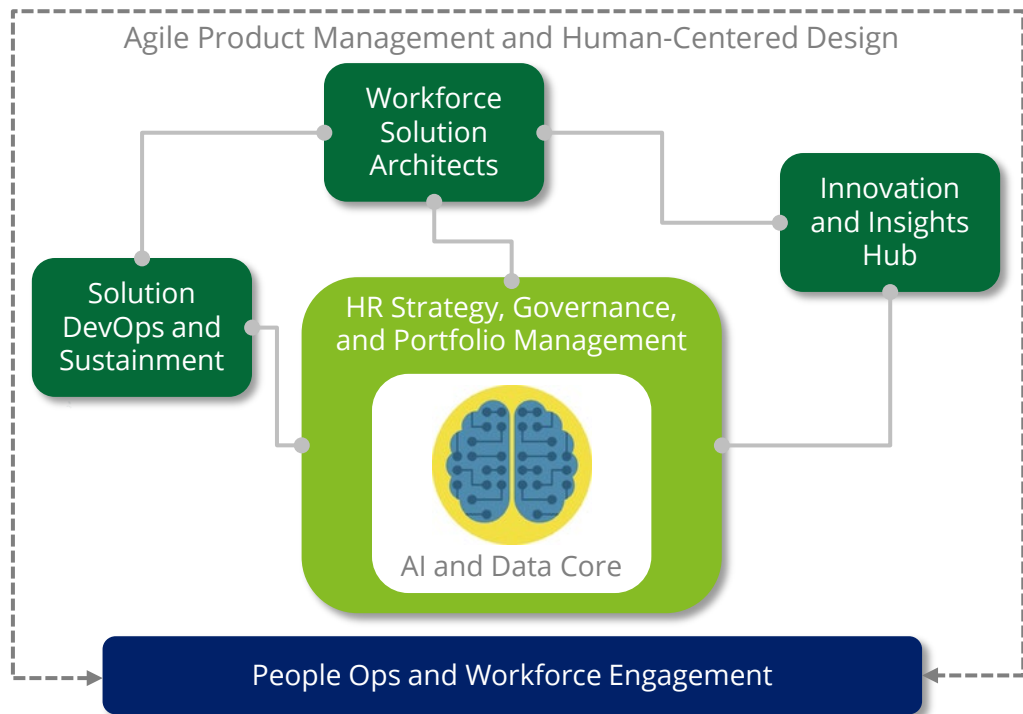 Agile Product Management and Human-Centered Design
Workforce
Solution
Architects
Innovation
and Insights
Hub
Solution
DevOps and
Sustainment
HR Strategy, Governance,
and Portfolio Management
AI and Data Core
People Ops and Workforce Engagement